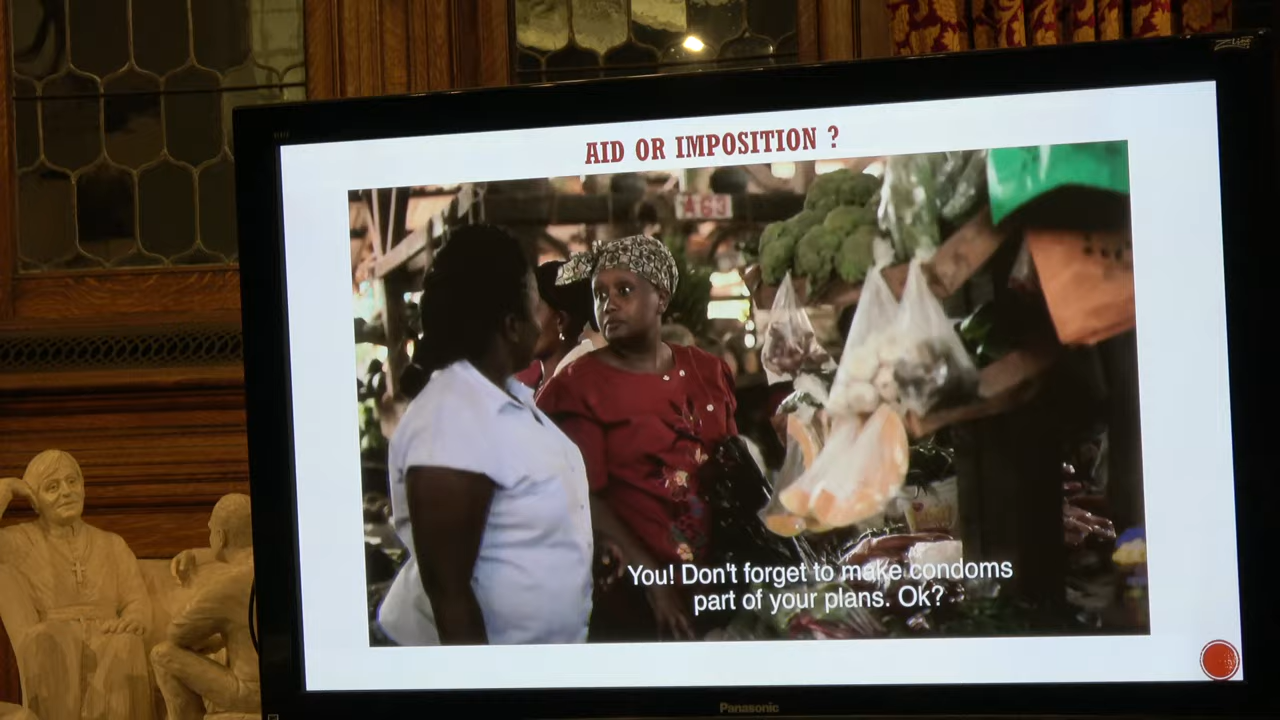 AID OR IMPOSITION ?
A63
You! Don't forget to make condoms
part of your plans. Ok?
Panasonic